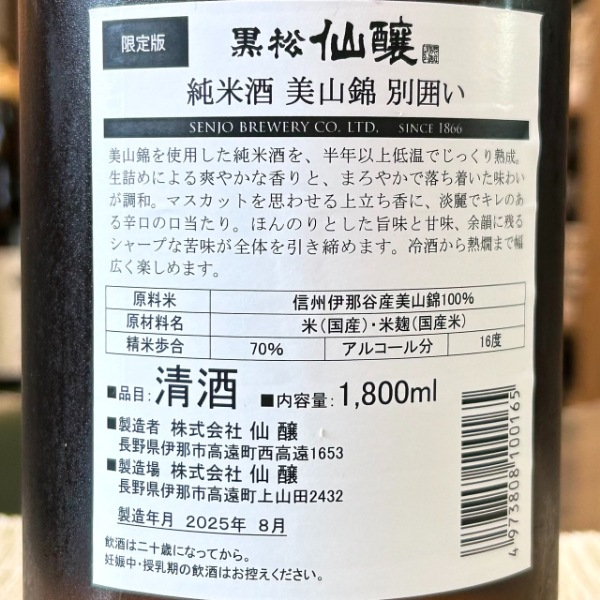 限定版
黒松仙醸
純米酒 美山錦 別囲い
SENJO BREWERY CO. LTD. SINCE 1866
美山錦を使用した純米酒を、半年以上低温でじっくり熟成。
生詰めによる爽やかな香りと、まろやかで落ち着いた味わい
が調和。マスカットを思わせる上立ち香に、淡麗でキレのあ
る辛口の口当たり。ほんのりとした旨味と甘味、余韻に残る
シャープな苦味が全体を引き締めます。冷酒から熱燗まで幅
広く楽しめます。
原料米 信州伊那谷産美山錦100%
原材料名 米(国産)・米麹(国産米)
精米歩合 70% アルコール分 16度
■品目:清酒 ■内容量:1,800ml
■製造者 株式会社 仙醸
長野県伊那市高遠町西高遠1653
■製造場 株式会社 仙醸
長野県伊那市高遠町上山田2432
製造年月 2025年 8月
飲酒は二十歳になってから。
妊娠中・授乳期の飲酒はお控えください。
4973808100165